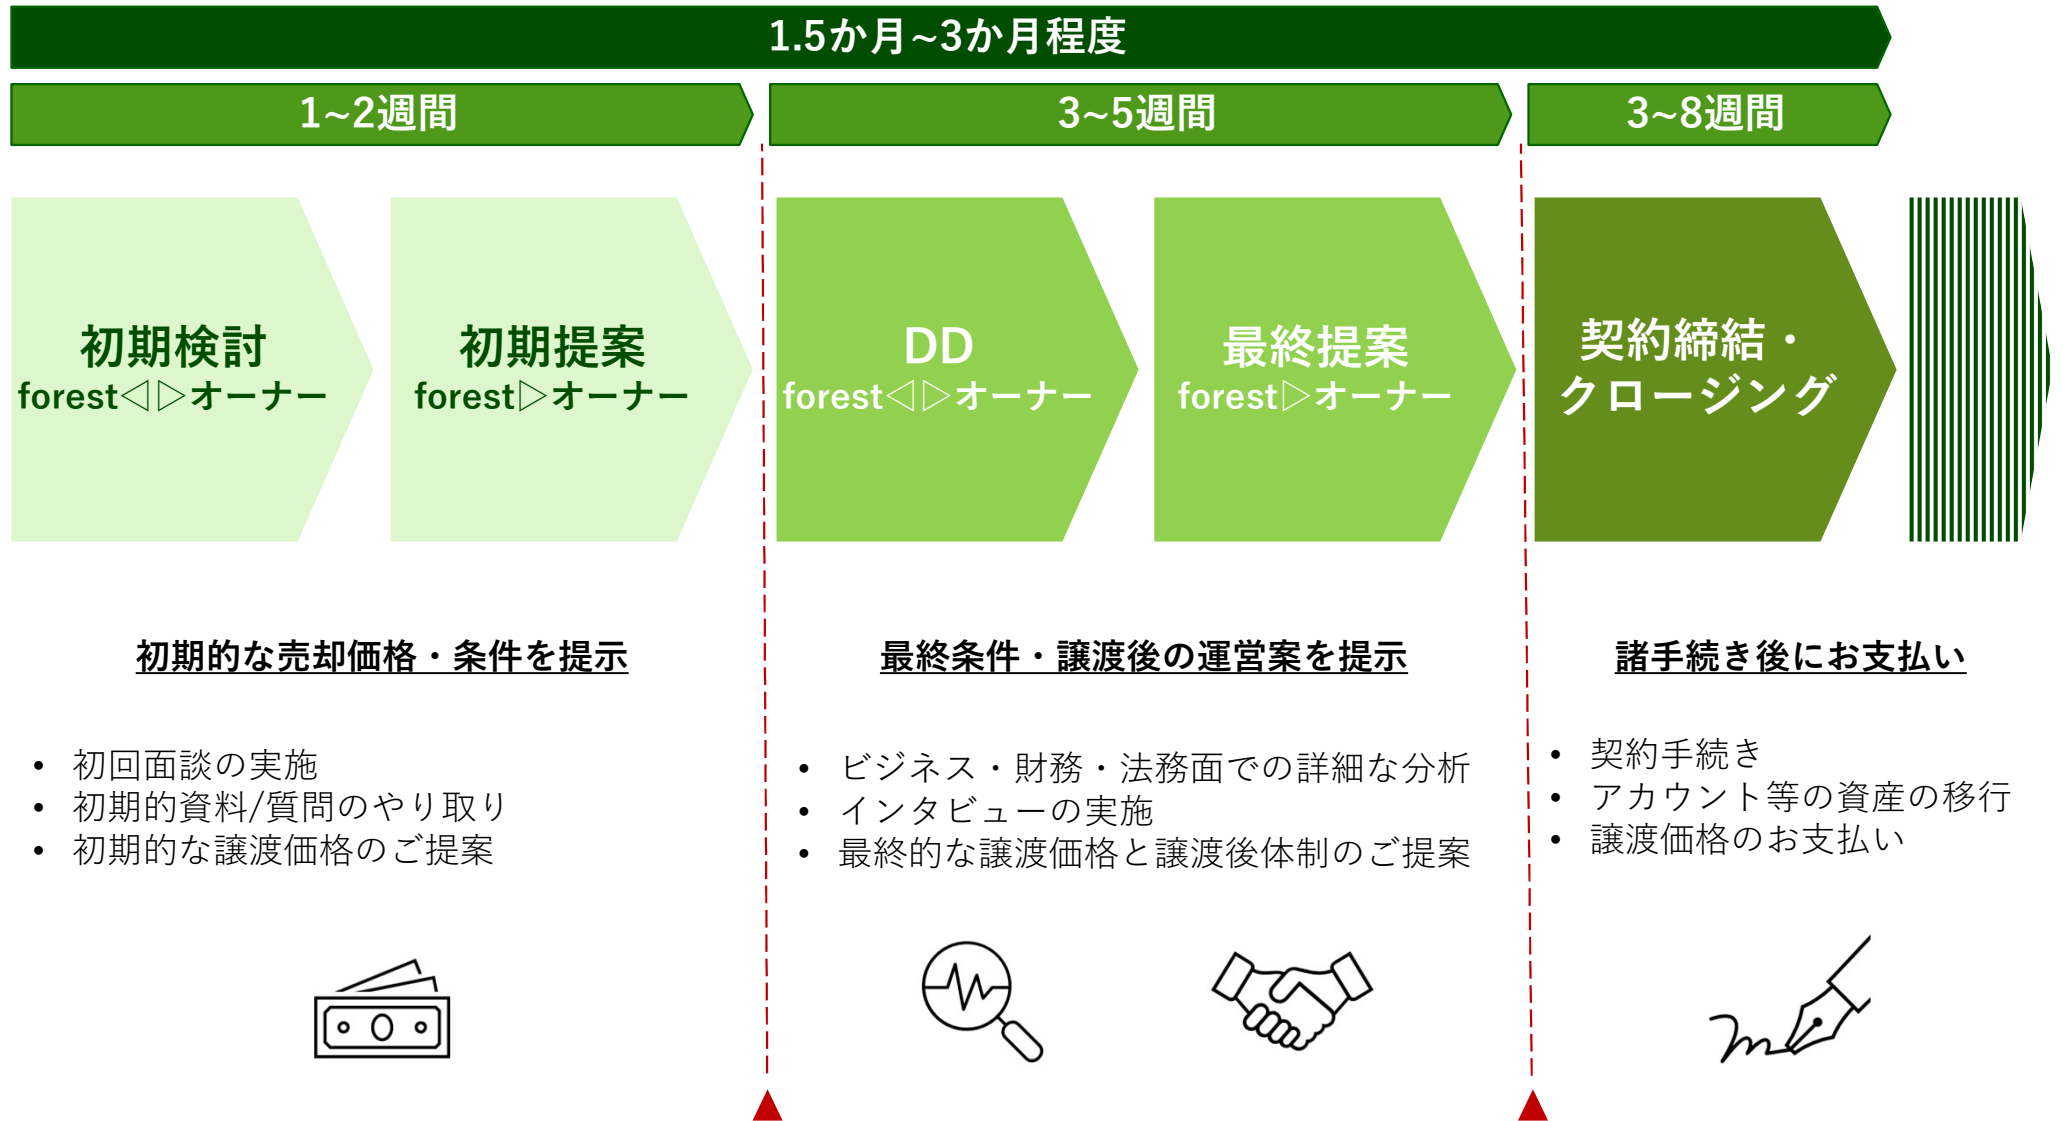 1.5か月~3か月程度
1~2週間
3~5週間
3~8週間
初期検討
forest◁▷オーナー
初期提案
forest▷オーナー
DD
forest◁▷オーナー
最終提案
forest▷オーナー
契約締結・
クロージング
初期的な売却価格・条件を提示
• 初回面談の実施
• 初期的資料/質問のやり取り
• 初期的な譲渡価格のご提案
最終条件・譲渡後の運営案を提示
• ビジネス・財務・法務面での詳細な分析
• インタビューの実施
• 最終的な譲渡価格と譲渡後体制のご提案
諸手続き後にお支払い
• 契約手続き
• アカウント等の資産の移行
• 譲渡価格のお支払い